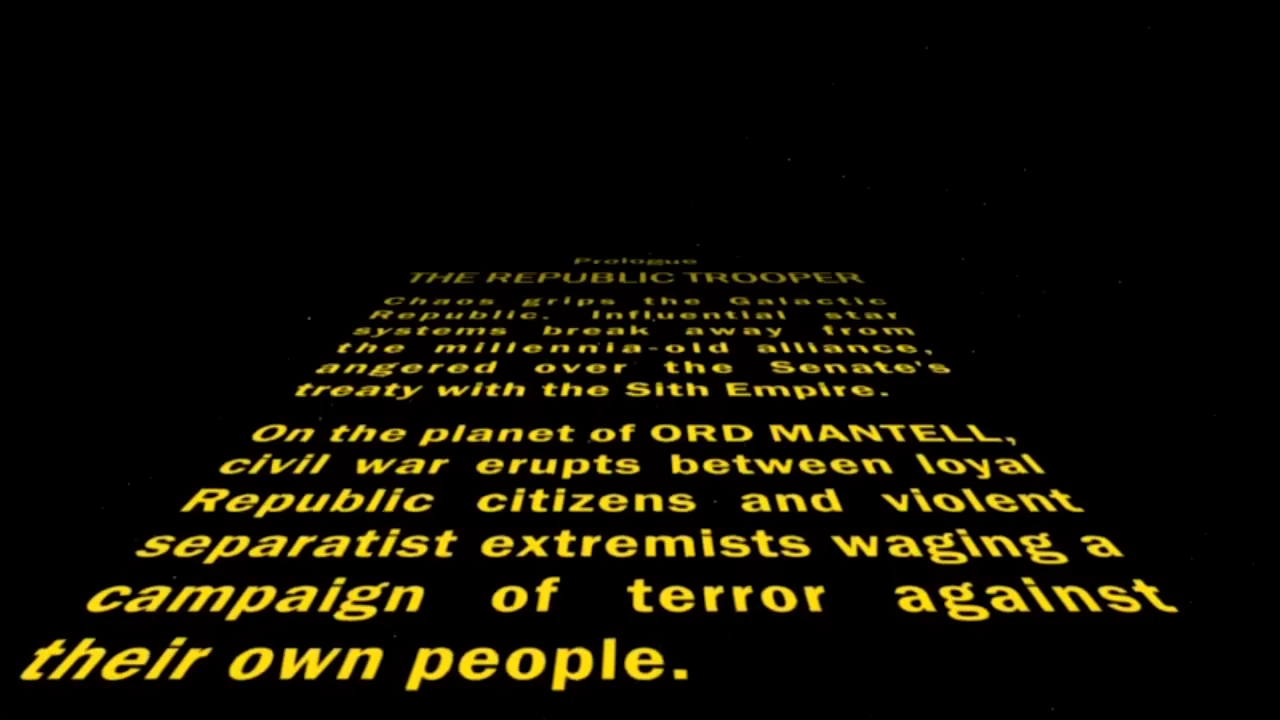 Prologue
THE REPUBLIC TROOPER
Chaos grips the Galactic
Republic. Influential star
systems break away from
the millennia-old alliance,
angered over the Senate's
treaty with the Sith Empire.
On the planet of ORD MANTELL,
civil war erupts between loyal
Republic citizens and violent
separatist extremists waging a
campaign of terror against
their own people.